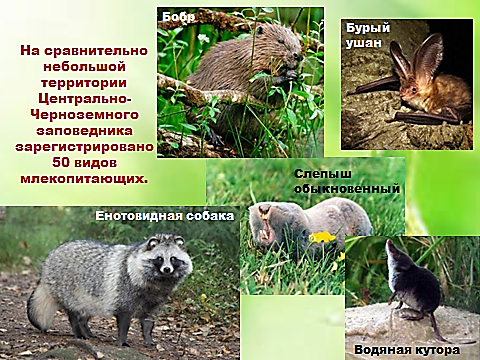 На сравнительно
небольшой
территории
Центрально-
Черноземного
заповедника
зарегистрировано
50 видов
млекопитающих.
Бобр
Бурый
ушан
Слепыш
обыкновенный
Енотовидная собака
Водяная кутора